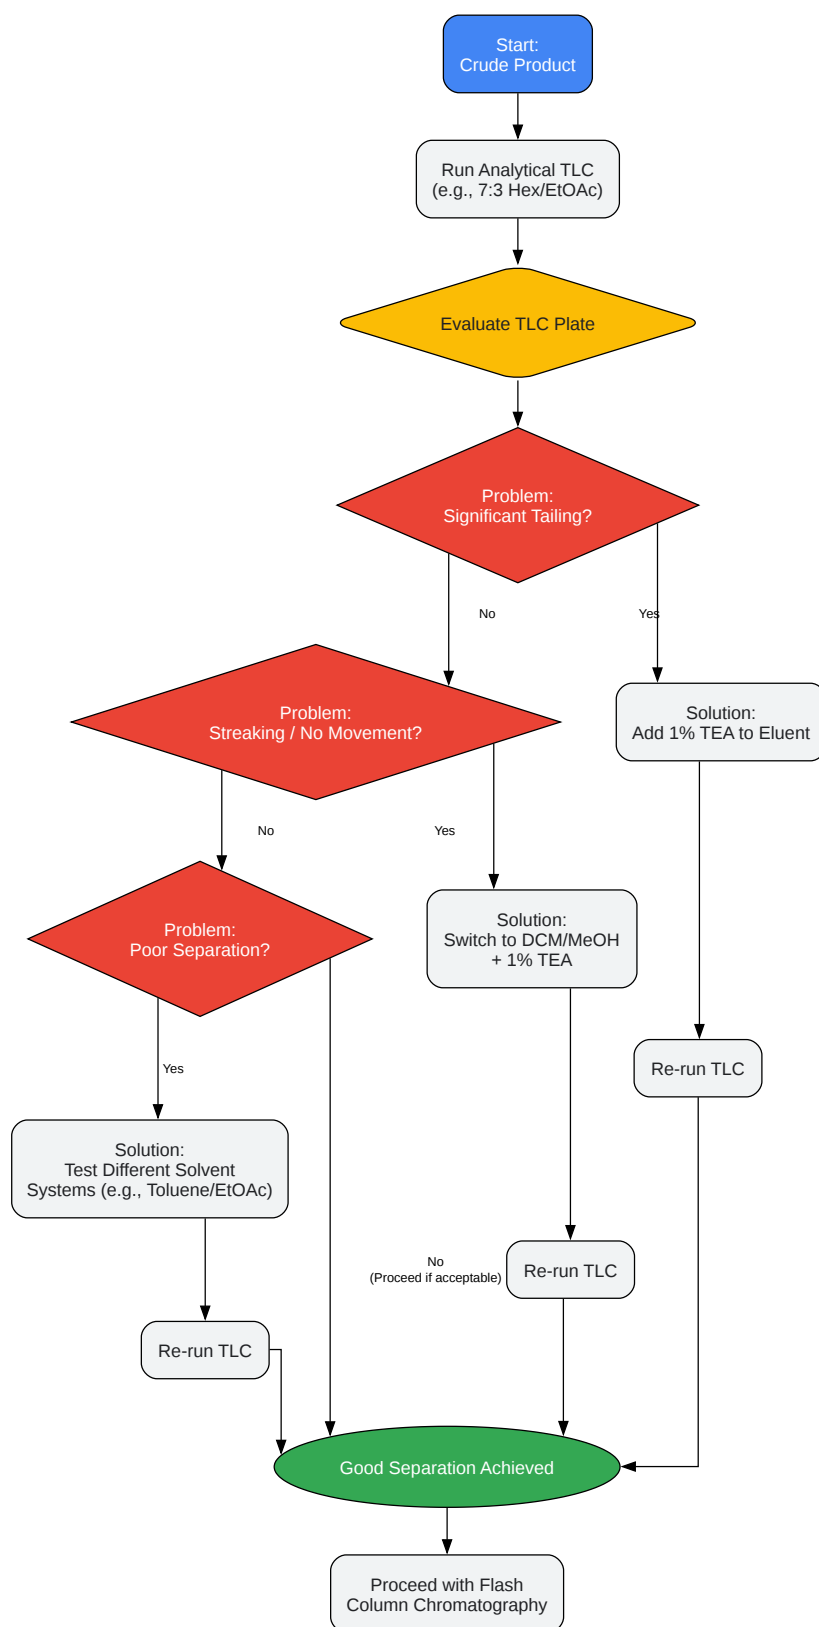 Start:
Crude Product
Run Analytical TLC
(e.g., 7:3 Hex/EtOAc)
Evaluate TLC Plate
Problem:
Significant Tailing?
No
Yes
Problem:
Streaking / No Movement?
Solution:
Add 1% TEA to Eluent
No
Yes
Problem:
Poor Separation?
Solution:
Switch to DCM/MeOH
+ 1% TEA
Re-run TLC
Yes
Solution:
Test Different Solvent
Systems (e.g., Toluene/EtOAc)
No
(Proceed if acceptable)
Re-run TLC
Re-run TLC
Good Separation Achieved
Proceed with Flash
Column Chromatography